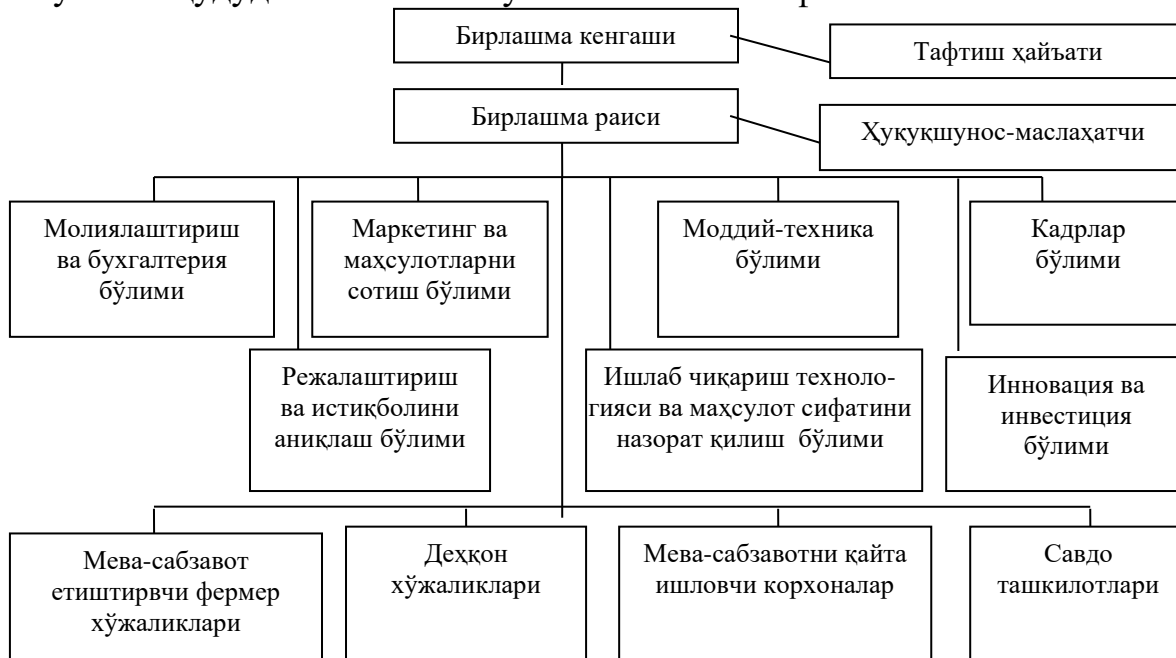 Бирлашма кенгаши
Тафтиш ҳайъати
Бирлашма раиси
Ҳуқуқшунос-маслаҳатчи
Молиялаштириш
ва бухгалтерия
бўлими
Маркетинг ва
маҳсулотларни
сотиш бўлими
Моддий-техника
бўлими
Кадрлар
бўлими
Режалаштириш
ва истиқболини
аниқлаш бўлими
Ишлаб чиқариш техноло-
гияси ва маҳсулот сифатини
назорат қилиш бўлими
Инновация ва
инвестиция
бўлими
Мева-сабзавот
етиштирвчи фермер
хўжаликлари
Деҳқон
хўжаликлари
Мева-сабзавотни қайта
ишловчи корхоналар
Савдо
ташкилотлари